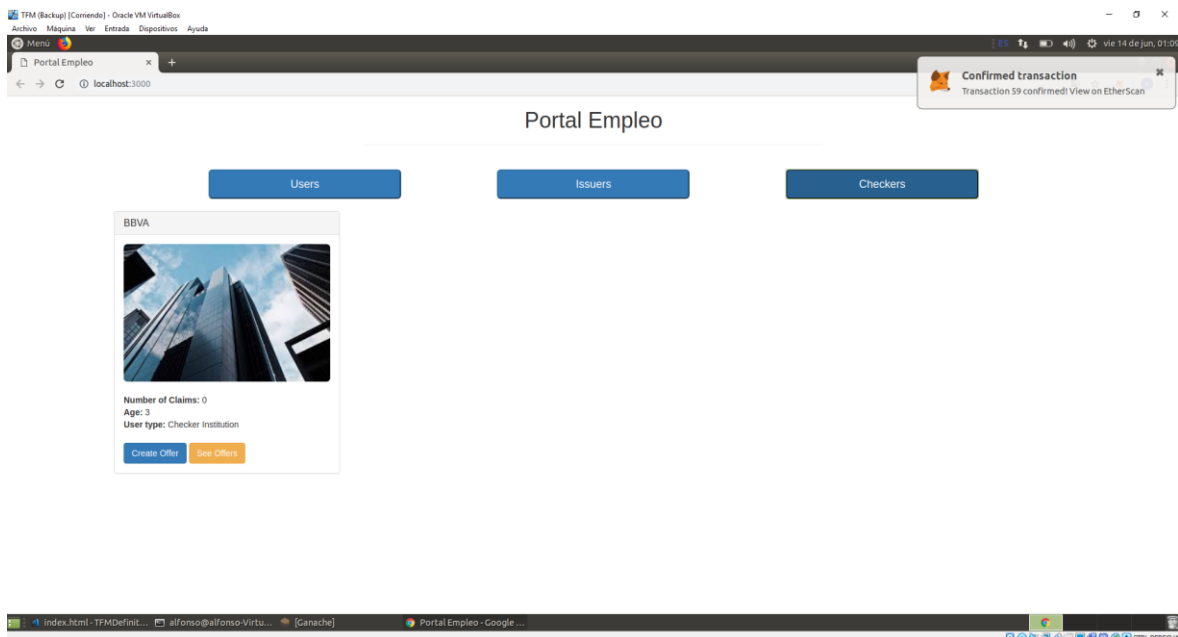 TFM (Backup) [Corriendo] - Oracle VM VirtualBox
Archivo Máquina Ver Entrada Dispositivos Ayuda
Menú
ES vie 14 de jun, 01:09
Portal Empleo × +
localhost:3000
Confirmed transaction
Transaction 59 confirmed! View on EtherScan
Portal Empleo
Users Issuers Checkers
BBVA
Number of Claims: 0
Age: 3
User type: Checker Institution
Create Offer See Offers
index.html - TFMDefinit... alfonso@alfonso-Virtu... [Ganache] Portal Empleo - Google ...